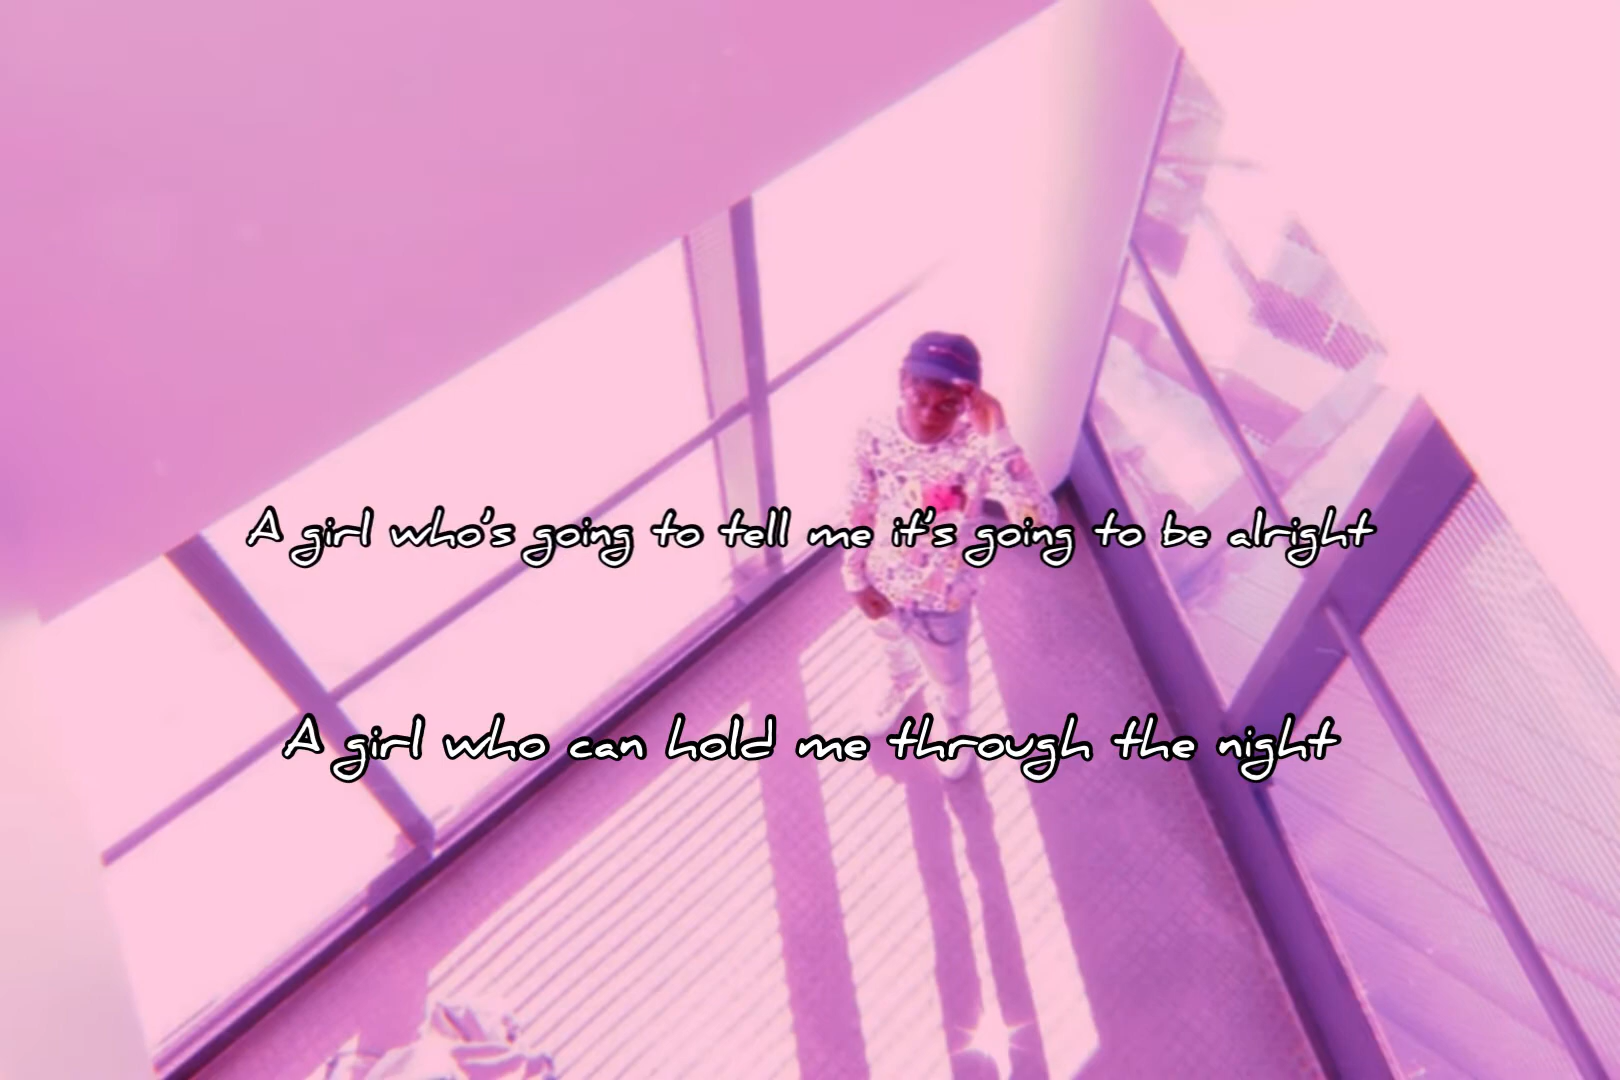 A girl who's going to tell me it's going to be alright
A girl who can hold me through the night